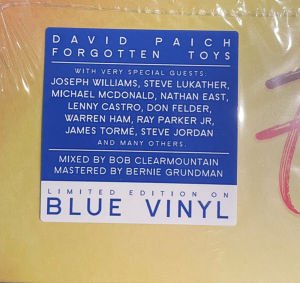 DAVID PAICH
FORGOTTEN TOYS
WITH VERY SPECIAL GUESTS:
JOSEPH WILLIAMS, STEVE LUKATHER,
MICHAEL MCDONALD, NATHAN EAST,
LENNY CASTRO, DON FELDER,
WARREN HAM, RAY PARKER JR,
JAMES TORMÉ, STEVE JORDAN
AND MANY OTHERS.
MIXED BY BOB CLEARMOUNTAIN
MASTERED BY BERNIE GRUNDMAN
LIMITED EDITION ON
BLUE VINYL